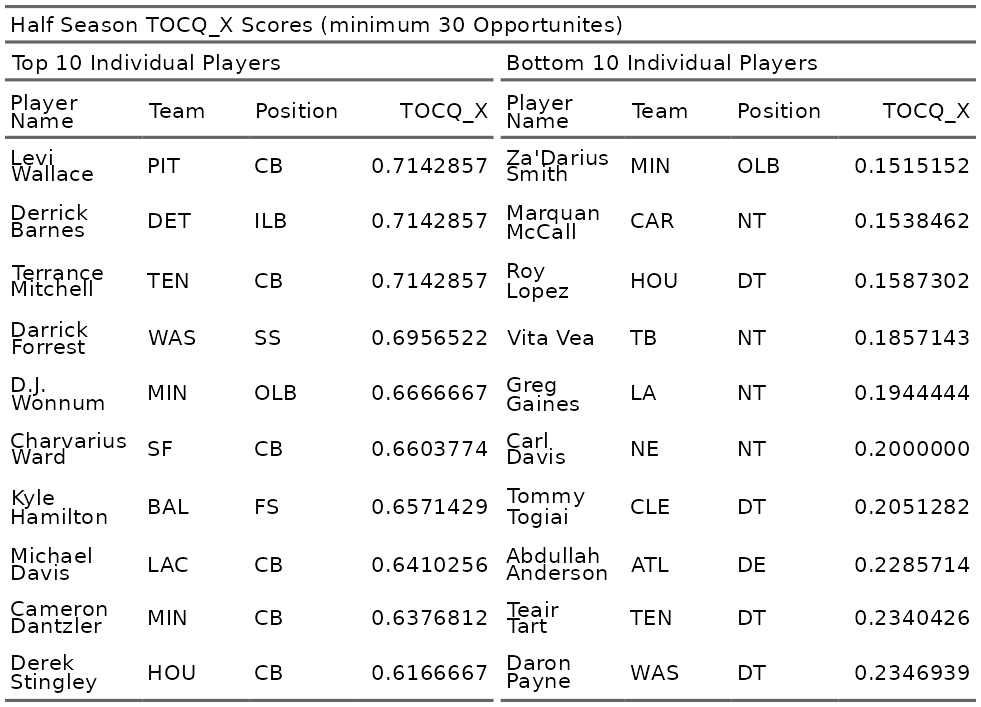 Half Season TOCQ_X Scores (minimum 30 Opportunites)
Top 10 Individual Players Bottom 10 Individual Players
Player Name Team Position TOCQ_X Player Name Team Position TOCQ_X
Levi Wallace PIT CB 0.7142857 Za'Darius Smith MIN OLB 0.1515152
Derrick Barnes DET ILB 0.7142857 Marquan McCall CAR NT 0.1538462
Terrance Mitchell TEN CB 0.7142857 Roy Lopez HOU DT 0.1587302
Darrick Forrest WAS SS 0.6956522 Vita Vea TB NT 0.1857143
D.J. Wonnum MIN OLB 0.6666667 Greg Gaines LA NT 0.1944444
Charvarius Ward SF CB 0.6603774 Carl Davis NE NT 0.2000000
Kyle Hamilton BAL FS 0.6571429 Tommy Togiai CLE DT 0.2051282
Michael Davis LAC CB 0.6410256 Abdullah Anderson ATL DE 0.2285714
Cameron Dantzler MIN CB 0.6376812 Teair Tart TEN DT 0.2340426
Derek Stingley HOU CB 0.6166667 Daron Payne WAS DT 0.2346939